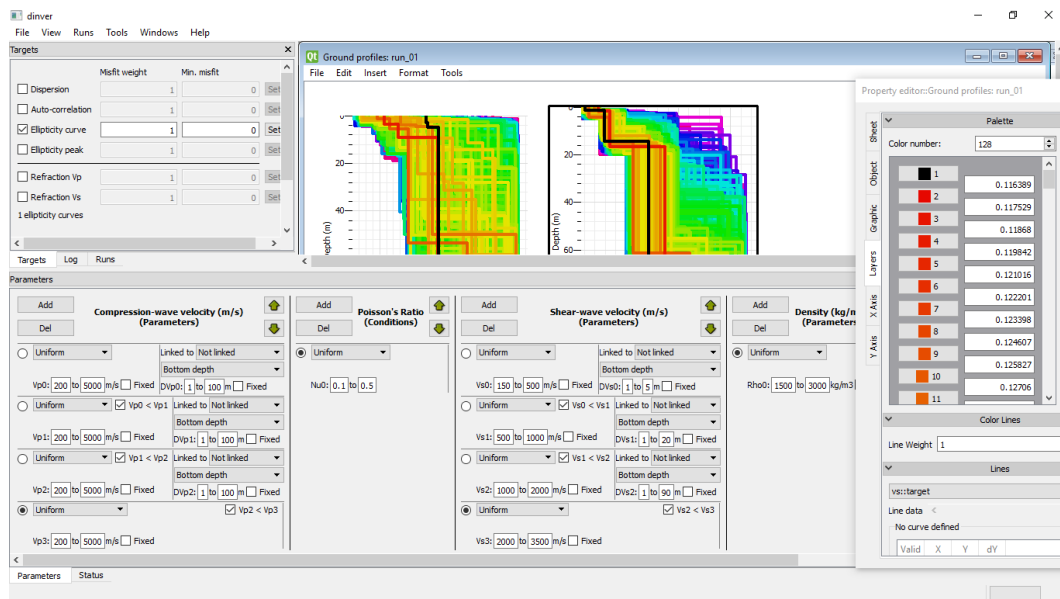 dinver
File View Runs Tools Windows Help
Targets
Misfit weight Min. misfit
Dispersion 1 0 Set
Auto-correlation 1 0 Set
Ellipticity curve 1 0 Set
Ellipticity peak 1 0 Set
Refraction Vp 1 0 Set
Refraction Vs 1 0 Set
1 ellipticity curves
Targets Log Runs
Qt Ground profiles: run_01
File Edit Insert Format Tools
0
20
40
Depth (m)
0
20
40
60
Depth (m)
Property editor::Ground profiles: run_01
Sheet
Object
Graphic
Layers
X Axis
Y Axis
Palette
Color number: 128
1
2
3
4
5
6
7
8
9
10
11
0.116389
0.117529
0.11868
0.119842
0.121016
0.122201
0.123398
0.124607
0.125827
0.12706
Color Lines
Line Weight 1
Lines
vs::target
Line data <
No curve defined
Valid X Y dY
Parameters
Add
Del
Compression-wave velocity (m/s)
(Parameters)
Uniform Linked to Not linked
Bottom depth
Vp0: 200 to 5000 m/s Fixed DVp0: 1 to 100 m Fixed
Uniform Vp0 < Vp1 Linked to Not linked
Bottom depth
Vp1: 200 to 5000 m/s Fixed DVp1: 1 to 100 m Fixed
Uniform Vp1 < Vp2 Linked to Not linked
Bottom depth
Vp2: 200 to 5000 m/s Fixed DVp2: 1 to 100 m Fixed
Uniform Vp2 < Vp3
Vp3: 200 to 5000 m/s Fixed
Add
Del
Poisson's Ratio
(Conditions)
Uniform
Nu0: 0.1 to 0.5
Add
Del
Shear-wave velocity (m/s)
(Parameters)
Uniform Linked to Not linked
Bottom depth
Vs0: 150 to 500 m/s Fixed DVs0: 1 to 5 m Fixed
Uniform Vs0 < Vs1 Linked to Not linked
Bottom depth
Vs1: 500 to 1000 m/s Fixed DVs1: 1 to 20 m Fixed
Uniform Vs1 < Vs2 Linked to Not linked
Bottom depth
Vs2: 1000 to 2000 m/s Fixed DVs2: 1 to 90 m Fixed
Uniform Vs2 < Vs3
Vs3: 2000 to 3500 m/s Fixed
Add
Del
Density (kg/n
(Parameters
Uniform
Rho0: 1500 to 3000 kg/m3
Parameters Status